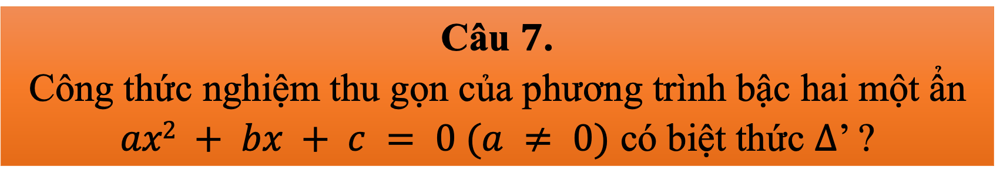 Câu 7.
Công thức nghiệm thu gọn của phương trình bậc hai một ẩn
ax² + bx + c = 0 (a ≠ 0) có biệt thức Δ’ ?